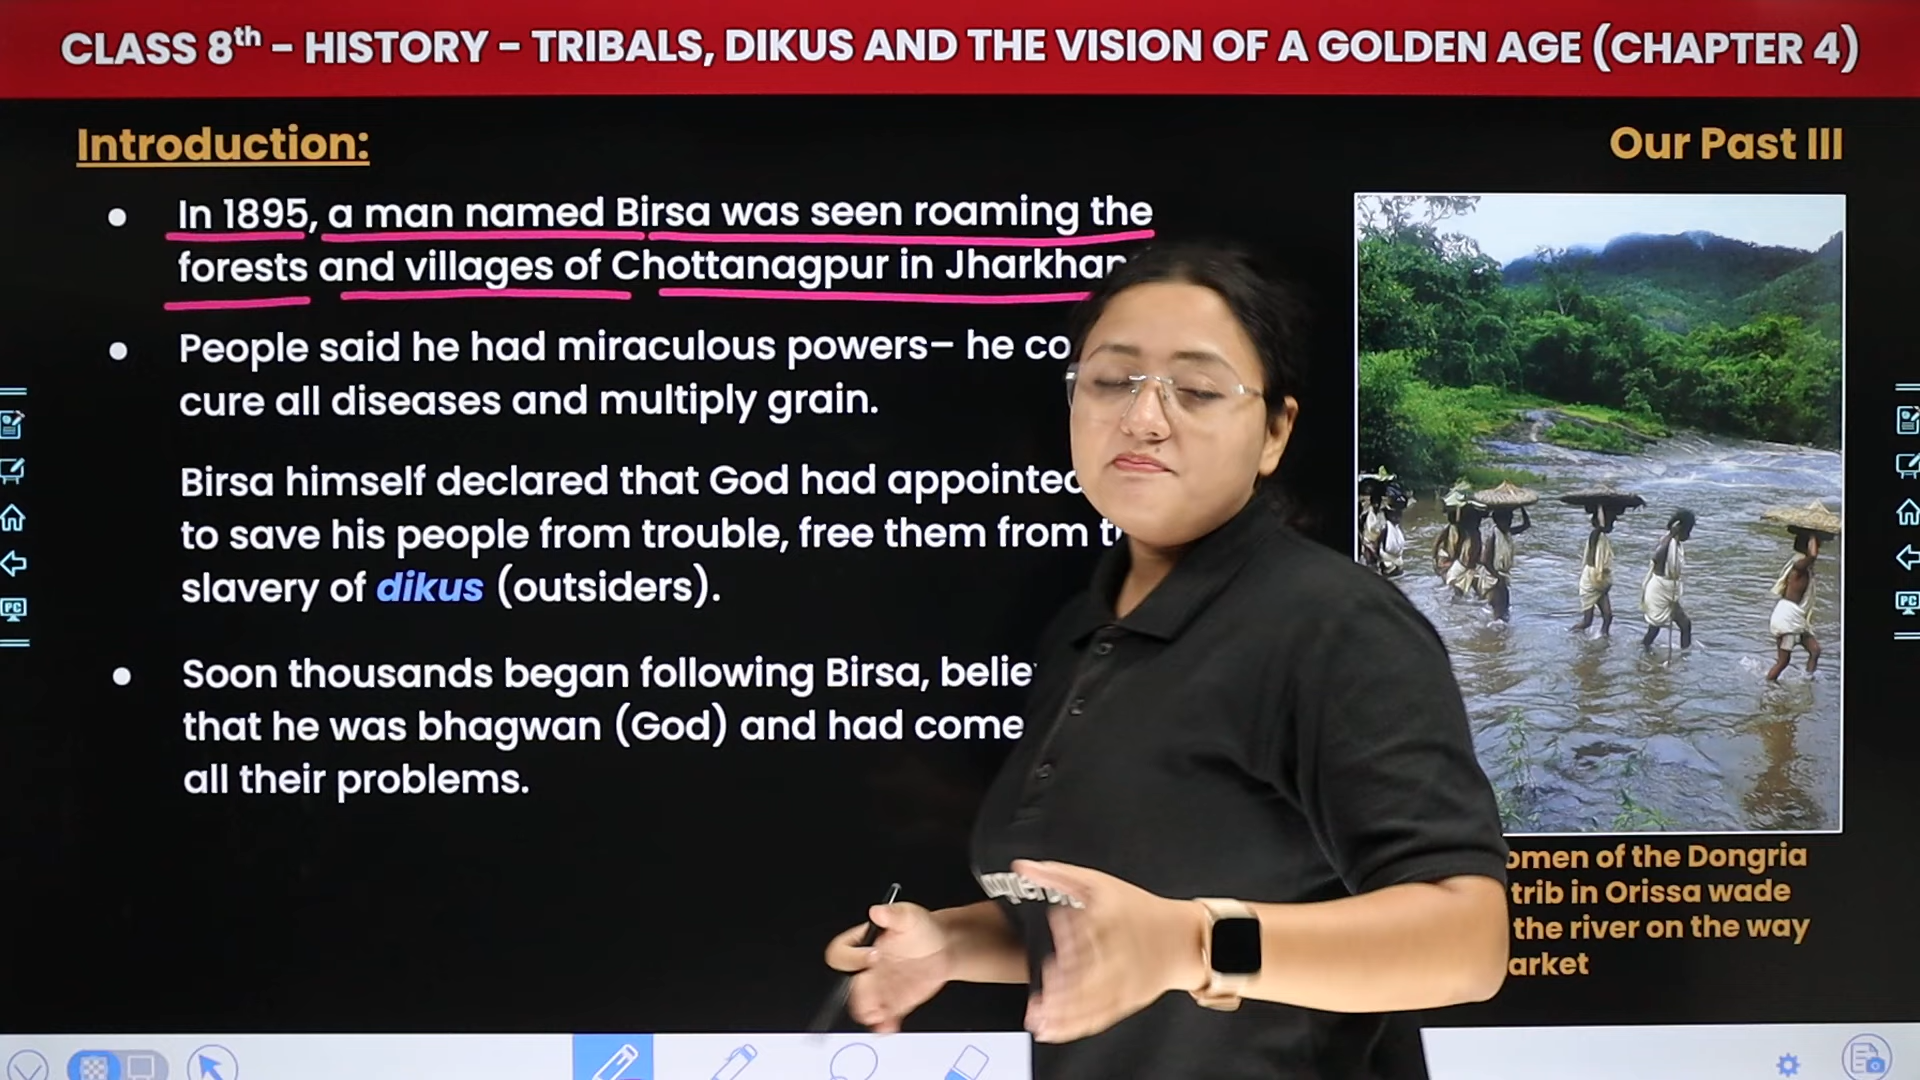 CLASS 8th – HISTORY – TRIBALS, DIKUS AND THE VISION OF A GOLDEN AGE (CHAPTER 4)
Introduction:
Our Past III
In 1895, a man named Birsa was seen roaming the
forests and villages of Chottanagpur in Jharkhan
People said he had miraculous powers– he co
cure all diseases and multiply grain.
Birsa himself declared that God had appointed
to save his people from trouble, free them from t
slavery of dikus (outsiders).
Soon thousands began following Birsa, belie
that he was bhagwan (God) and had come
all their problems.
omen of the Dongria
trib in Orissa wade
the river on the way
arket
PC
PC